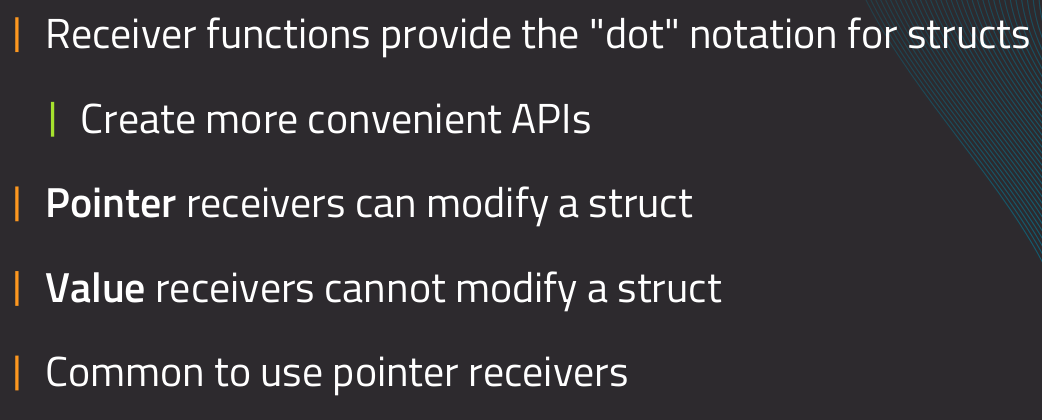 Receiver functions provide the "dot" notation for structs
Create more convenient APIs
Pointer receivers can modify a struct
Value receivers cannot modify a struct
Common to use pointer receivers